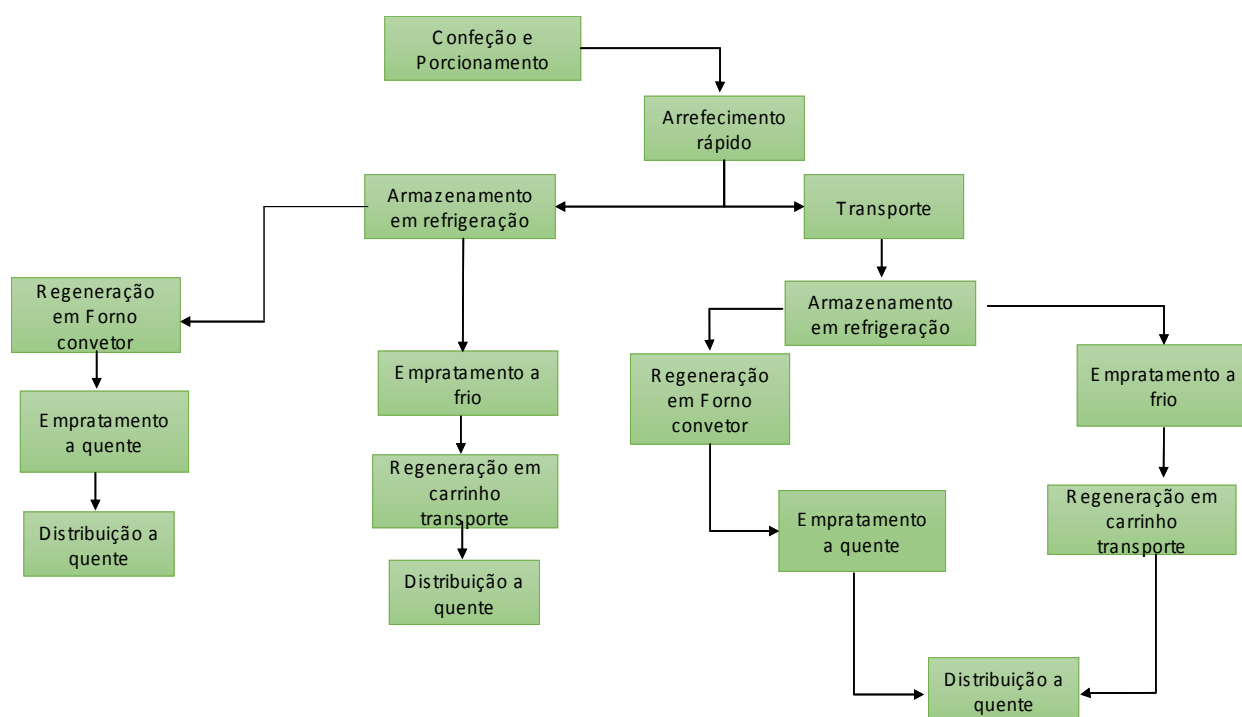 Confeção e
Porcionamento
Arrefecimento
rápido
Armazenamento
em refrigeração
Transporte
Regeneração
em Forno
convetor
Armazenamento
em refrigeração
Empratamento a
frio
Regeneração
em Forno
convetor
Empratamento a
frio
Empratamento
a quente
Regeneração em
carrinho
transporte
Empratamento
a quente
Regeneração em
carrinho
transporte
Distribuição a
quente
Distribuição a
quente
Distribuição a
quente